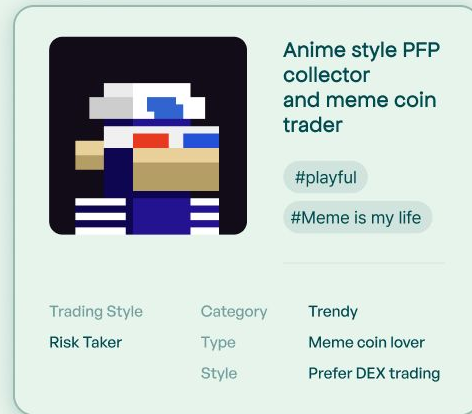 Anime style PFP
collector
and meme coin
trader
#playful
#Meme is my life
Trading Style
Risk Taker
Category Trendy
Type Meme coin lover
Style Prefer DEX trading